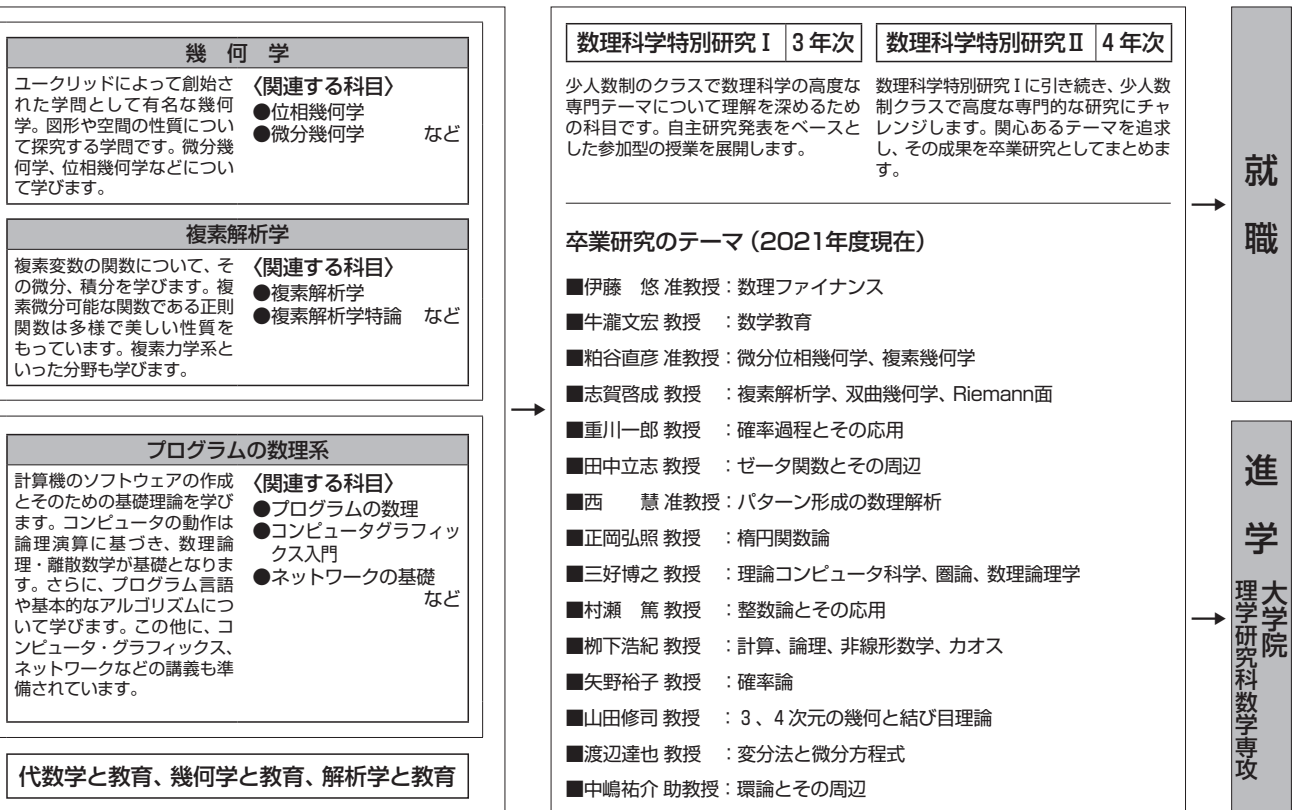 幾何学
ユークリッドによって創始さ
れた学問として有名な幾何
学。図形や空間の性質につい
て探究する学問です。微分幾
何学、位相幾何学などについ
て学びます。
〈関連する科目〉
●位相幾何学
●微分幾何学 など
複素解析学
複素変数の関数について、そ
の微分、積分を学びます。複
素微分可能な関数である正則
関数は多様で美しい性質を
もっています。複素力学系と
いった分野も学びます。
〈関連する科目〉
●複素解析学
●複素解析学特論 など
プログラムの数理系
計算機のソフトウェアの作成
とそのための基礎理論を学び
ます。コンピュータの動作は
論理演算に基づき、数理論
理・離散数学が基礎となりま
す。さらに、プログラム言語
や基本的なアルゴリズムにつ
いて学びます。この他に、コ
ンピュータ・グラフィックス、
ネットワークなどの講義も準
備されています。
〈関連する科目〉
●プログラムの数理
●コンピュータグラフィッ
クス入門
●ネットワークの基礎
など
代数学と教育、幾何学と教育、解析学と教育
→
数理科学特別研究Ⅰ 3年次
少人数制のクラスで数理科学の高度な
専門テーマについて理解を深めるため
の科目です。自主研究発表をベースと
した参加型の授業を展開します。
数理科学特別研究Ⅱ 4年次
数理科学特別研究Ⅰに引き続き、少人数
制クラスで高度な専門的な研究にチャ
レンジします。関心あるテーマを追求
し、その成果を卒業研究としてまとめま
す。
卒業研究のテーマ（2021年度現在）
■伊藤 悠 准教授：数理ファイナンス
■牛瀧文宏 教授 ：数学教育
■粕谷直彦 准教授：微分位相幾何学、複素幾何学
■志賀啓成 教授 ：複素解析学、双曲幾何学、Riemann面
■重川一郎 教授 ：確率過程とその応用
■田中立志 教授 ：ゼータ関数とその周辺
■西 慧 准教授：パターン形成の数理解析
■正岡弘照 教授 ：楕円関数論
■三好博之 教授 ：理論コンピュータ科学、圏論、数理論理学
■村瀬 篤 教授 ：整数論とその応用
■柳下浩紀 教授 ：計算、論理、非線形数学、カオス
■矢野裕子 教授 ：確率論
■山田修司 教授 ：3、4次元の幾何と結び目理論
■渡辺達也 教授 ：変分法と微分方程式
■中嶋祐介 助教授：環論とその周辺
→
就職
→
進学
大学院
理学研究科数学専攻